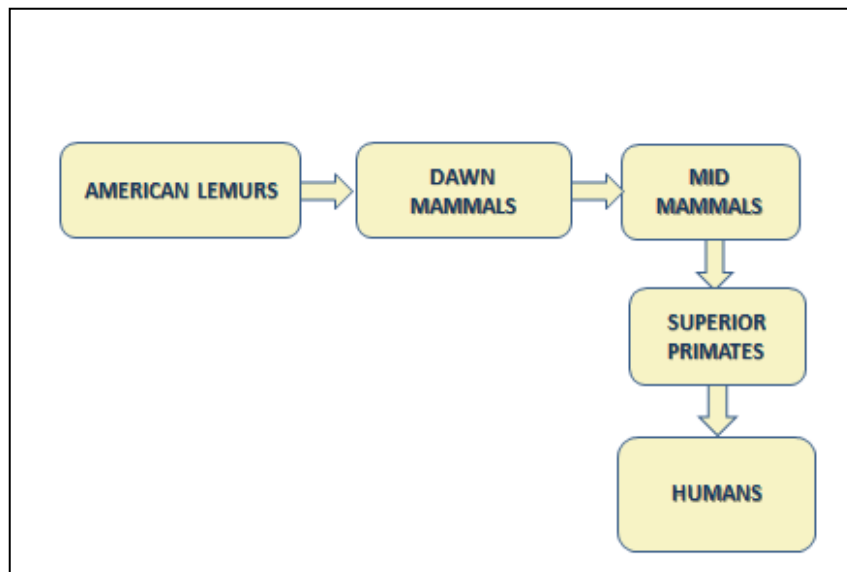 AMERICAN LEMURS
DAWN
MAMMALS
MID
MAMMALS
SUPERIOR
PRIMATES
HUMANS